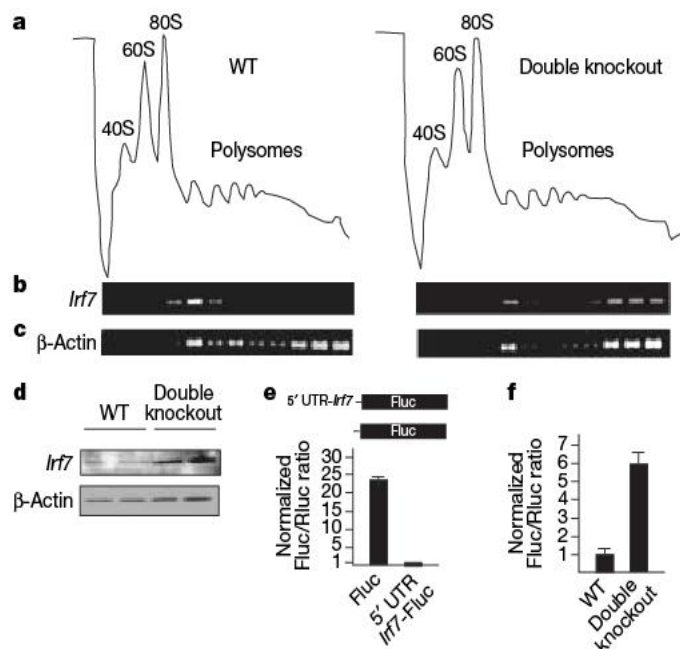 a
80S
60S
WT
40S
Polysomes
80S
60S
Double knockout
40S
Polysomes
b
Irf7
c
β-Actin
d
WT
Double
knockout
Irf7
β-Actin
e
5′ UTR-Irf7
Fluc
Fluc
Normalized
Fluc/Rluc ratio
30
25
20
15
10
5
1
Fluc
5′ UTR
Irf7-Fluc
f
Normalized
Fluc/Rluc ratio
7
6
5
4
3
2
1
WT
Double
knockout